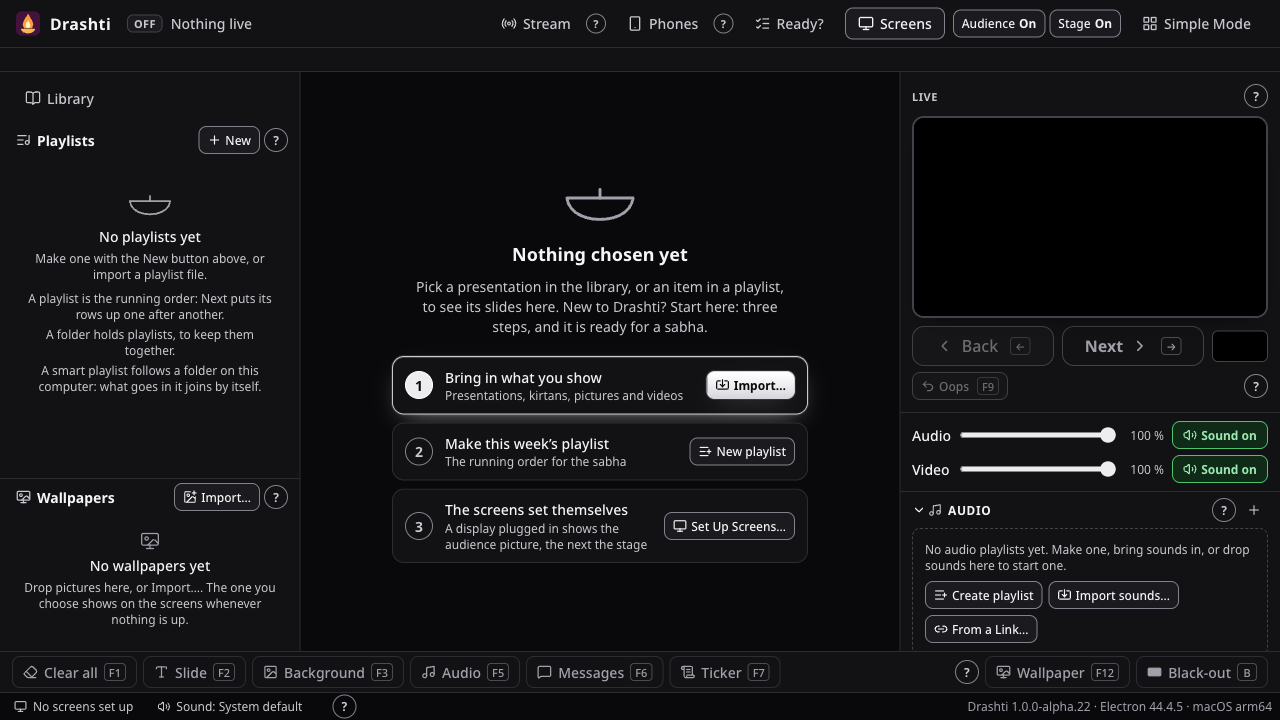 Drashti OFF Nothing live Stream ? Phones ? Ready? Screens Audience On Stage On Simple Mode
Library
Playlists New ?
No playlists yet
Make one with the New button above, or
import a playlist file.
A playlist is the running order: Next puts its
rows up one after another.
A folder holds playlists, to keep them
together.
A smart playlist follows a folder on this
computer: what goes in it joins by itself.
Wallpapers Import... ?
No wallpapers yet
Drop pictures here, or Import.... The one you
choose shows on the screens whenever
nothing is up.
Nothing chosen yet
Pick a presentation in the library, or an item in a playlist,
to see its slides here. New to Drashti? Start here: three
steps, and it is ready for a sabha.
1 Bring in what you show
Presentations, kirtans, pictures and videos
Import...
2 Make this week’s playlist
The running order for the sabha
New playlist
3 The screens set themselves
A display plugged in shows the
audience picture, the next the stage
Set Up Screens...
LIVE ?
Back ← Next →
Oops F9 ?
Audio 100 % Sound on
Video 100 % Sound on
AUDIO ? +
No audio playlists yet. Make one, bring sounds in, or drop
sounds here to start one.
Create playlist Import sounds...
From a Link...
Clear all F1 Slide F2 Background F3 Audio F5 Messages F6 Ticker F7 ? Wallpaper F12 Black-out B
No screens set up Sound: System default ? Drashti 1.0.0-alpha.22 · Electron 44.4.5 · macOS arm64